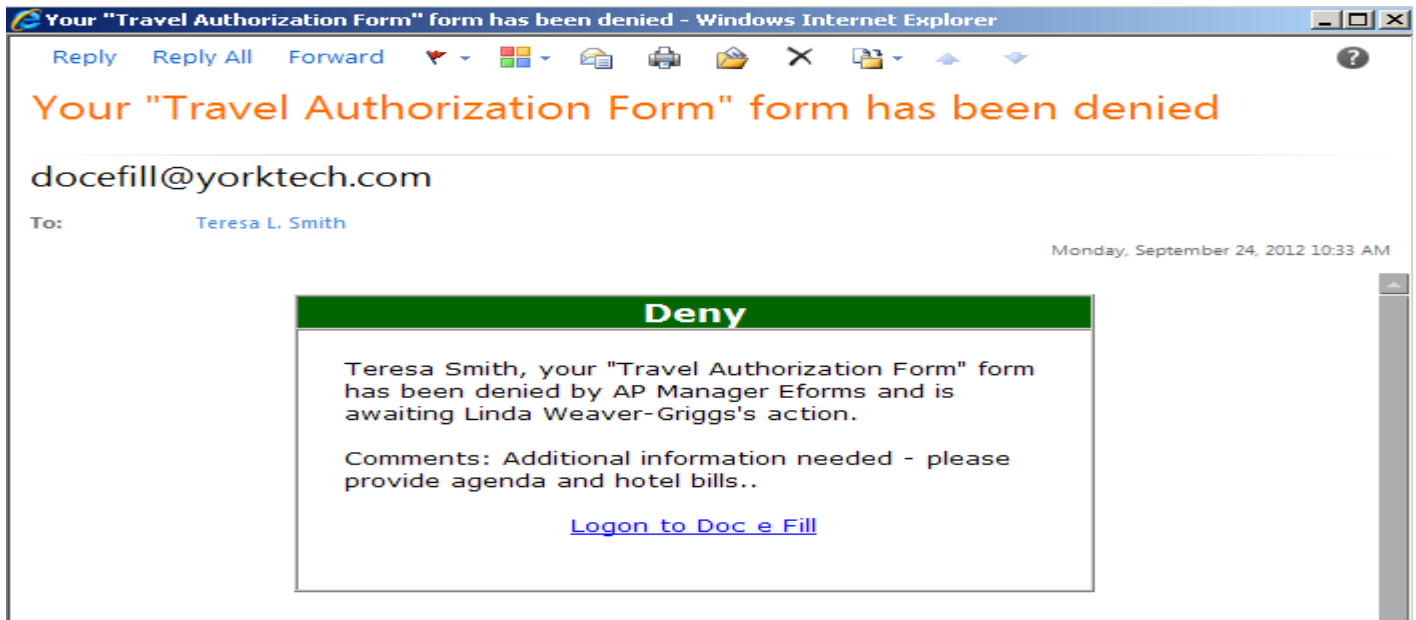 Your "Travel Authorization Form" form has been denied - Windows Internet Explorer
Reply Reply All Forward
Your "Travel Authorization Form" form has been denied
docefill@yorktech.com
To: Teresa L. Smith
Monday, September 24, 2012 10:33 AM
Deny
Teresa Smith, your "Travel Authorization Form" form
has been denied by AP Manager Eforms and is
awaiting Linda Weaver-Griggs's action.
Comments: Additional information needed - please
provide agenda and hotel bills..
Logon to Doc e Fill